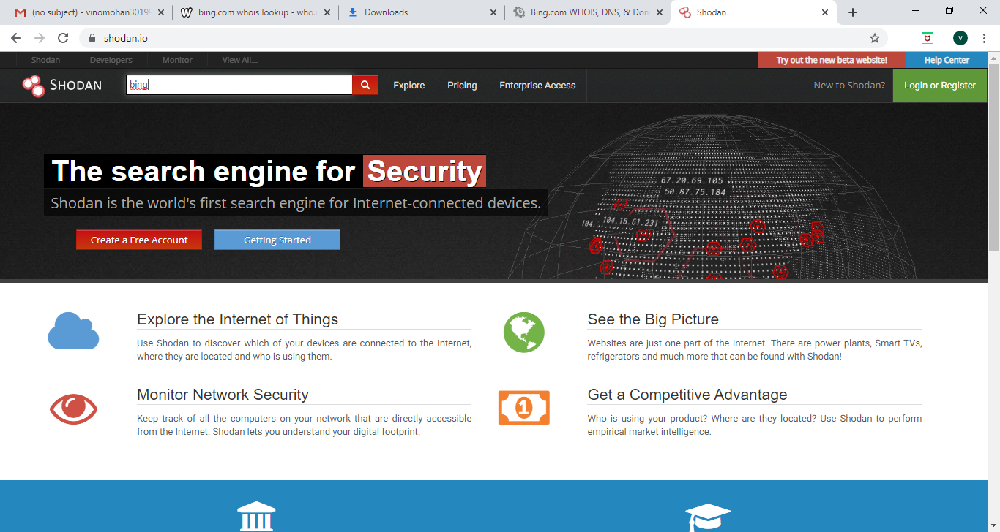 (no subject) - vinomohan30199
bing.com whois lookup - who.i
Downloads
Bing.com WHOIS, DNS, & Dom
Shodan
shodan.io
V
Shodan
Developers
Monitor
View All...
Try out the new beta website!
Help Center
SHODAN
bing
Explore
Pricing
Enterprise Access
New to Shodan?
Login or Register
The search engine for Security
Shodan is the world's first search engine for Internet-connected devices.
Create a Free Account
Getting Started
67.20.69.105
50.87.75.184
104.
104.18.61.231
Explore the Internet of Things
Use Shodan to discover which of your devices are connected to the Internet,
where they are located and who is using them.
See the Big Picture
Websites are just one part of the Internet. There are power plants, Smart TVs,
refrigerators and much more that can be found with Shodan!
Monitor Network Security
Keep track of all the computers on your network that are directly accessible
from the Internet. Shodan lets you understand your digital footprint.
1
Get a Competitive Advantage
Who is using your product? Where are they located? Use Shodan to perform
empirical market intelligence.